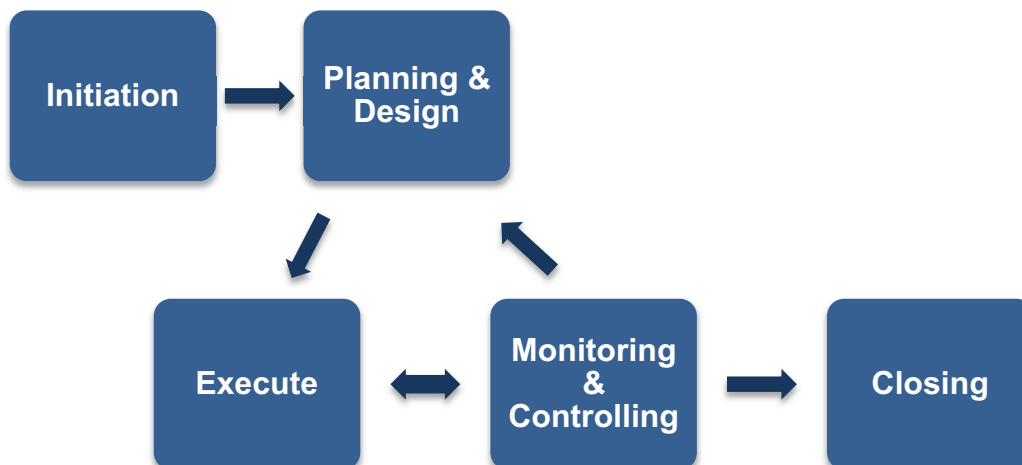 Initiation
Planning &
Design
Execute
Monitoring
&
Controlling
Closing